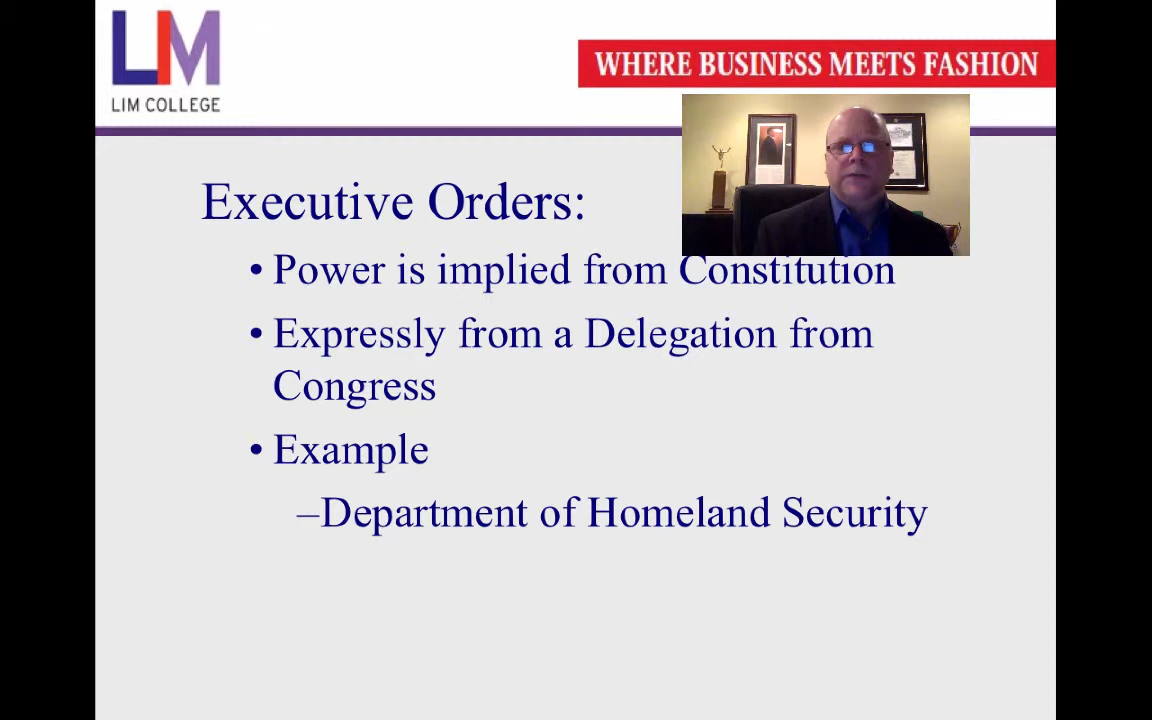 LIM
LIM COLLEGE
WHERE BUSINESS MEETS FASHION
Executive Orders:
• Power is implied from Constitution
• Expressly from a Delegation from
Congress
• Example
–Department of Homeland Security